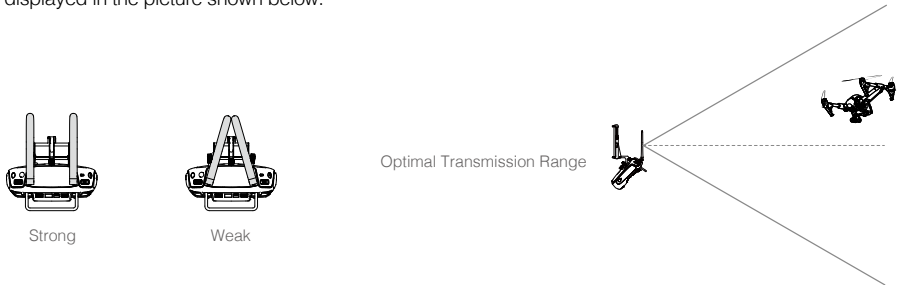 displayed in the picture shown below.
Optimal Transmission Range
Strong
Weak